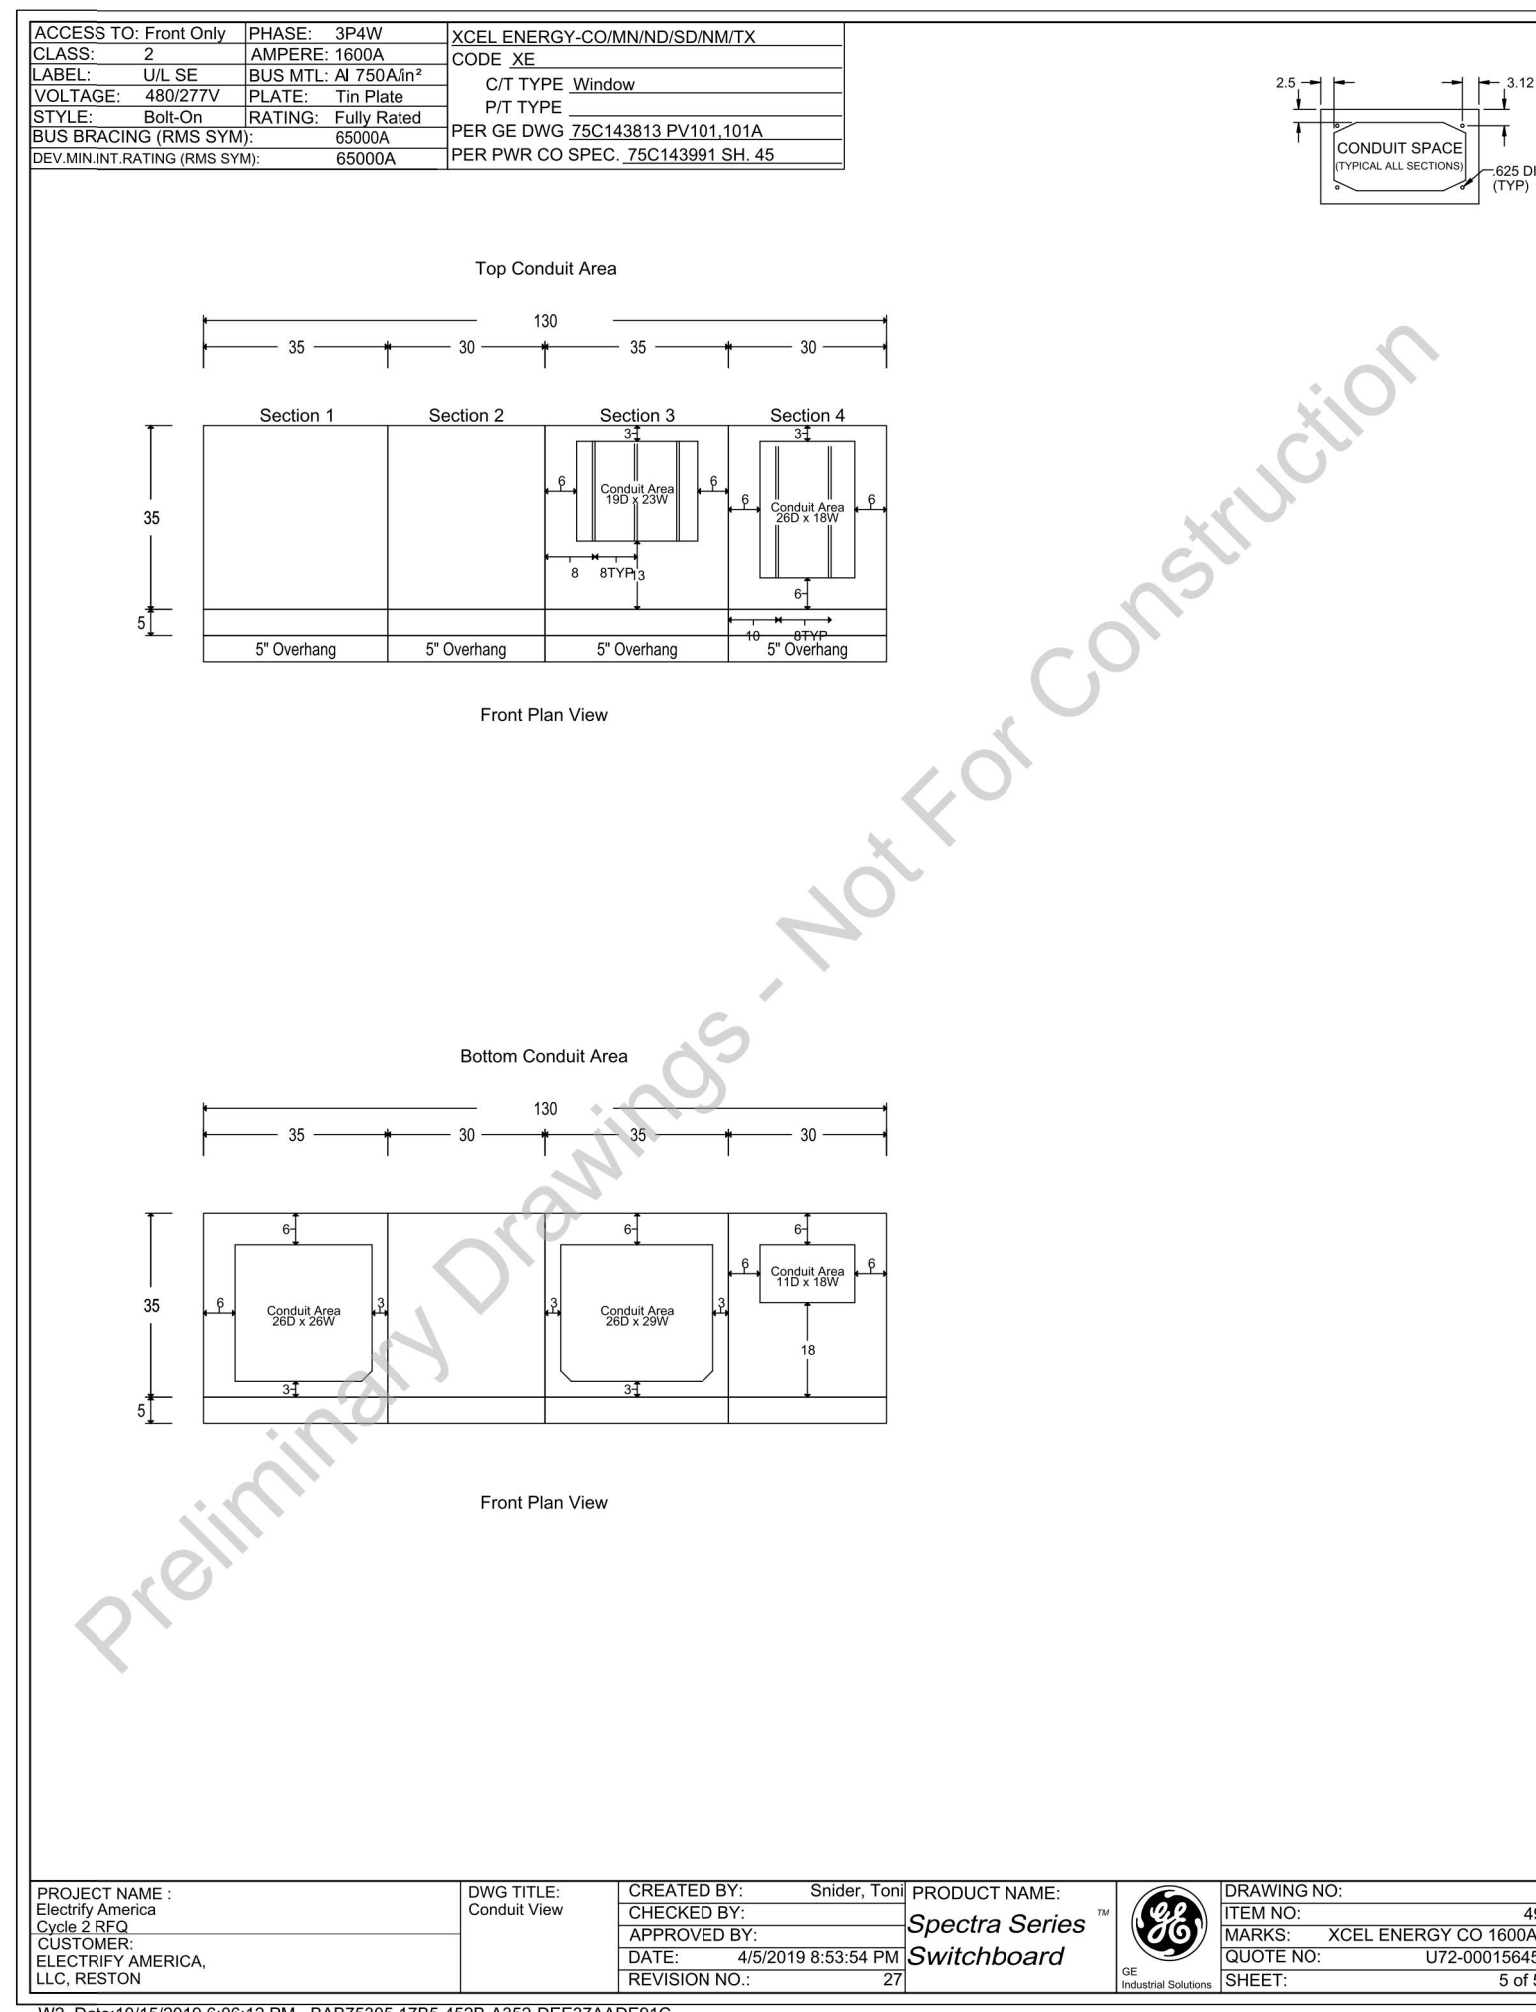 ACCESS TO: Front Only PHASE: 3P4W
CLASS: 2 AMPERE: 1600A
LABEL: U/L SE BUS MTL: Al 750A/in²
VOLTAGE: 480/277V PLATE: Tin Plate
STYLE: Bolt-On RATING: Fully Rated
BUS BRACING (RMS SYM): 65000A
DEV.MIN.INT.RATING (RMS SYM): 65000A
XCEL ENERGY-CO/MN/ND/SD/NM/TX
CODE XE
C/T TYPE Window
P/T TYPE
PER GE DWG 75C143813 PV101,101A
PER PWR CO SPEC. 75C143991 SH. 45
2.5 3.12
CONDUIT SPACE
(TYPICAL ALL SECTIONS)
.625
(TYP)
Top Conduit Area
130
35 30 35 30
Section 1 Section 2 Section 3 Section 4
3 3
6 Conduit Area 6
19D x 23W
6 Conduit Area 6
26D x 18W
35
8 8TYP 13
6
5
10 8TYP
5" Overhang 5" Overhang 5" Overhang 5" Overhang
Front Plan View
Preliminary Drawings - Not For Construction
Bottom Conduit Area
130
35 30 35 30
6 6 6
6 Conduit Area 6
11D x 18W
35
6 Conduit Area 3
26D x 26W
3 Conduit Area 3
26D x 29W
18
3 3
5
Front Plan View
PROJECT NAME :
Electrify America
Cycle 2 RFQ
CUSTOMER:
ELECTRIFY AMERICA,
LLC, RESTON
DWG TITLE:
Conduit View
CREATED BY: Snider, Toni
CHECKED BY:
APPROVED BY:
DATE: 4/5/2019 8:53:54 PM
REVISION NO.: 27
PRODUCT NAME:
Spectra Series ™
Switchboard
GE
Industrial Solutions
DRAWING NO:
ITEM NO:
MARKS: XCEL ENERGY CO 1600A
QUOTE NO: U72-00015645
SHEET: 5 of